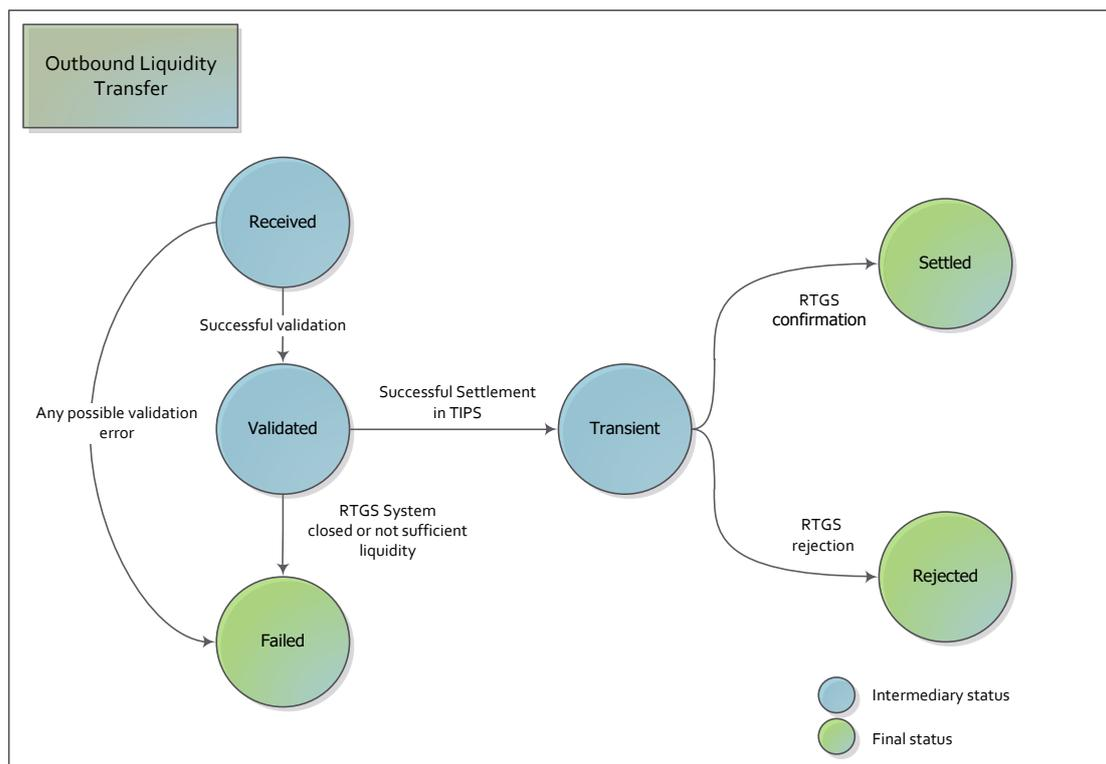 Outbound Liquidity
Transfer
Received
Settled
Successful validation
RTGS
confirmation
Any possible validation
error
Validated
Successful Settlement
in TIPS
Transient
RTGS System
closed or not sufficient
liquidity
RTGS
rejection
Rejected
Failed
Intermediary status
Final status